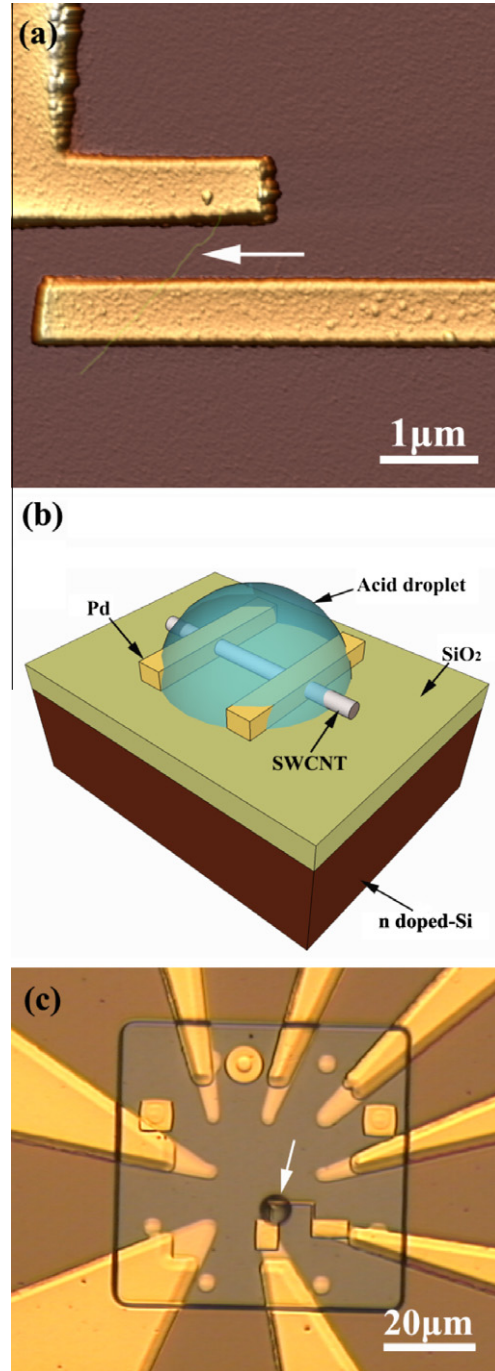 (a)
1μm
(b)
Acid droplet
Pd
SiO₂
SWCNT
n doped-Si
(c)
20μm